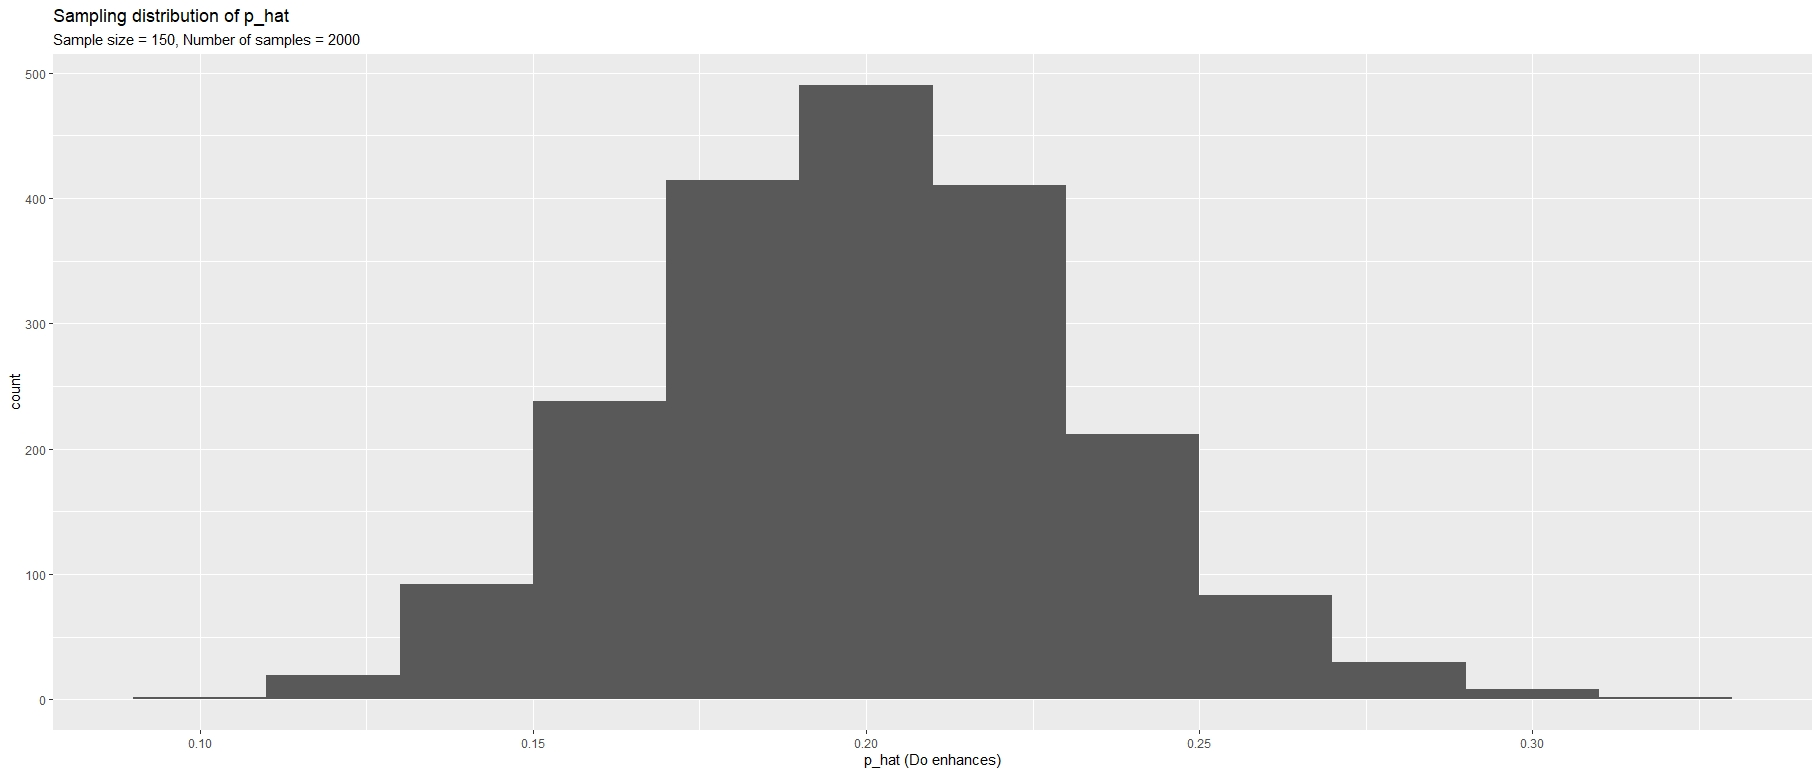 Sampling distribution of p_hat
Sample size = 150, Number of samples = 2000
500
400
300
200
100
0
count
0.10 0.15 0.20 0.25 0.30
p_hat (Do enhances)